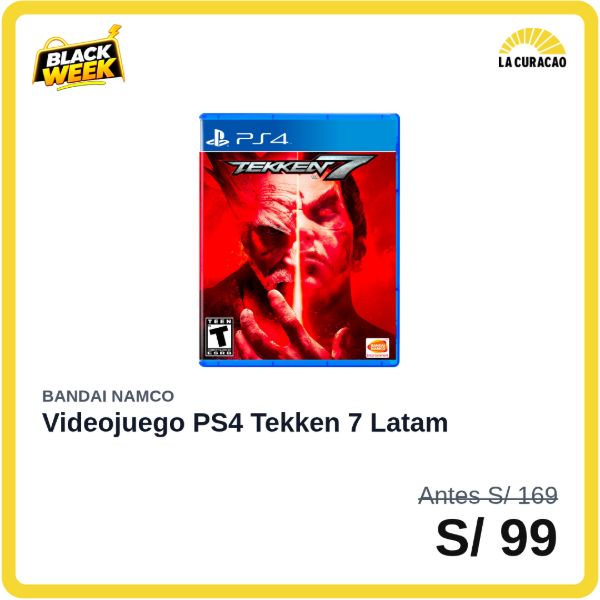 BLACK
WEEK
LA CURACAO
PS4
TEKKEN 7
TEEN
T
ESRB
BANDAI NAMCO
Videojuego PS4 Tekken 7 Latam
Antes S/ 169
S/ 99